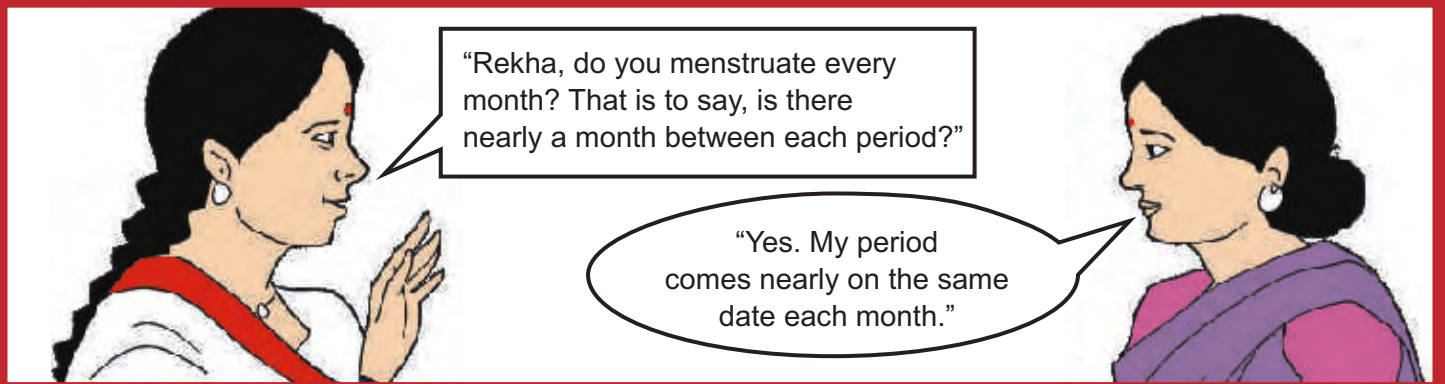 “Rekha, do you menstruate every
month? That is to say, is there
nearly a month between each period?”
“Yes. My period
comes nearly on the same
date each month.”